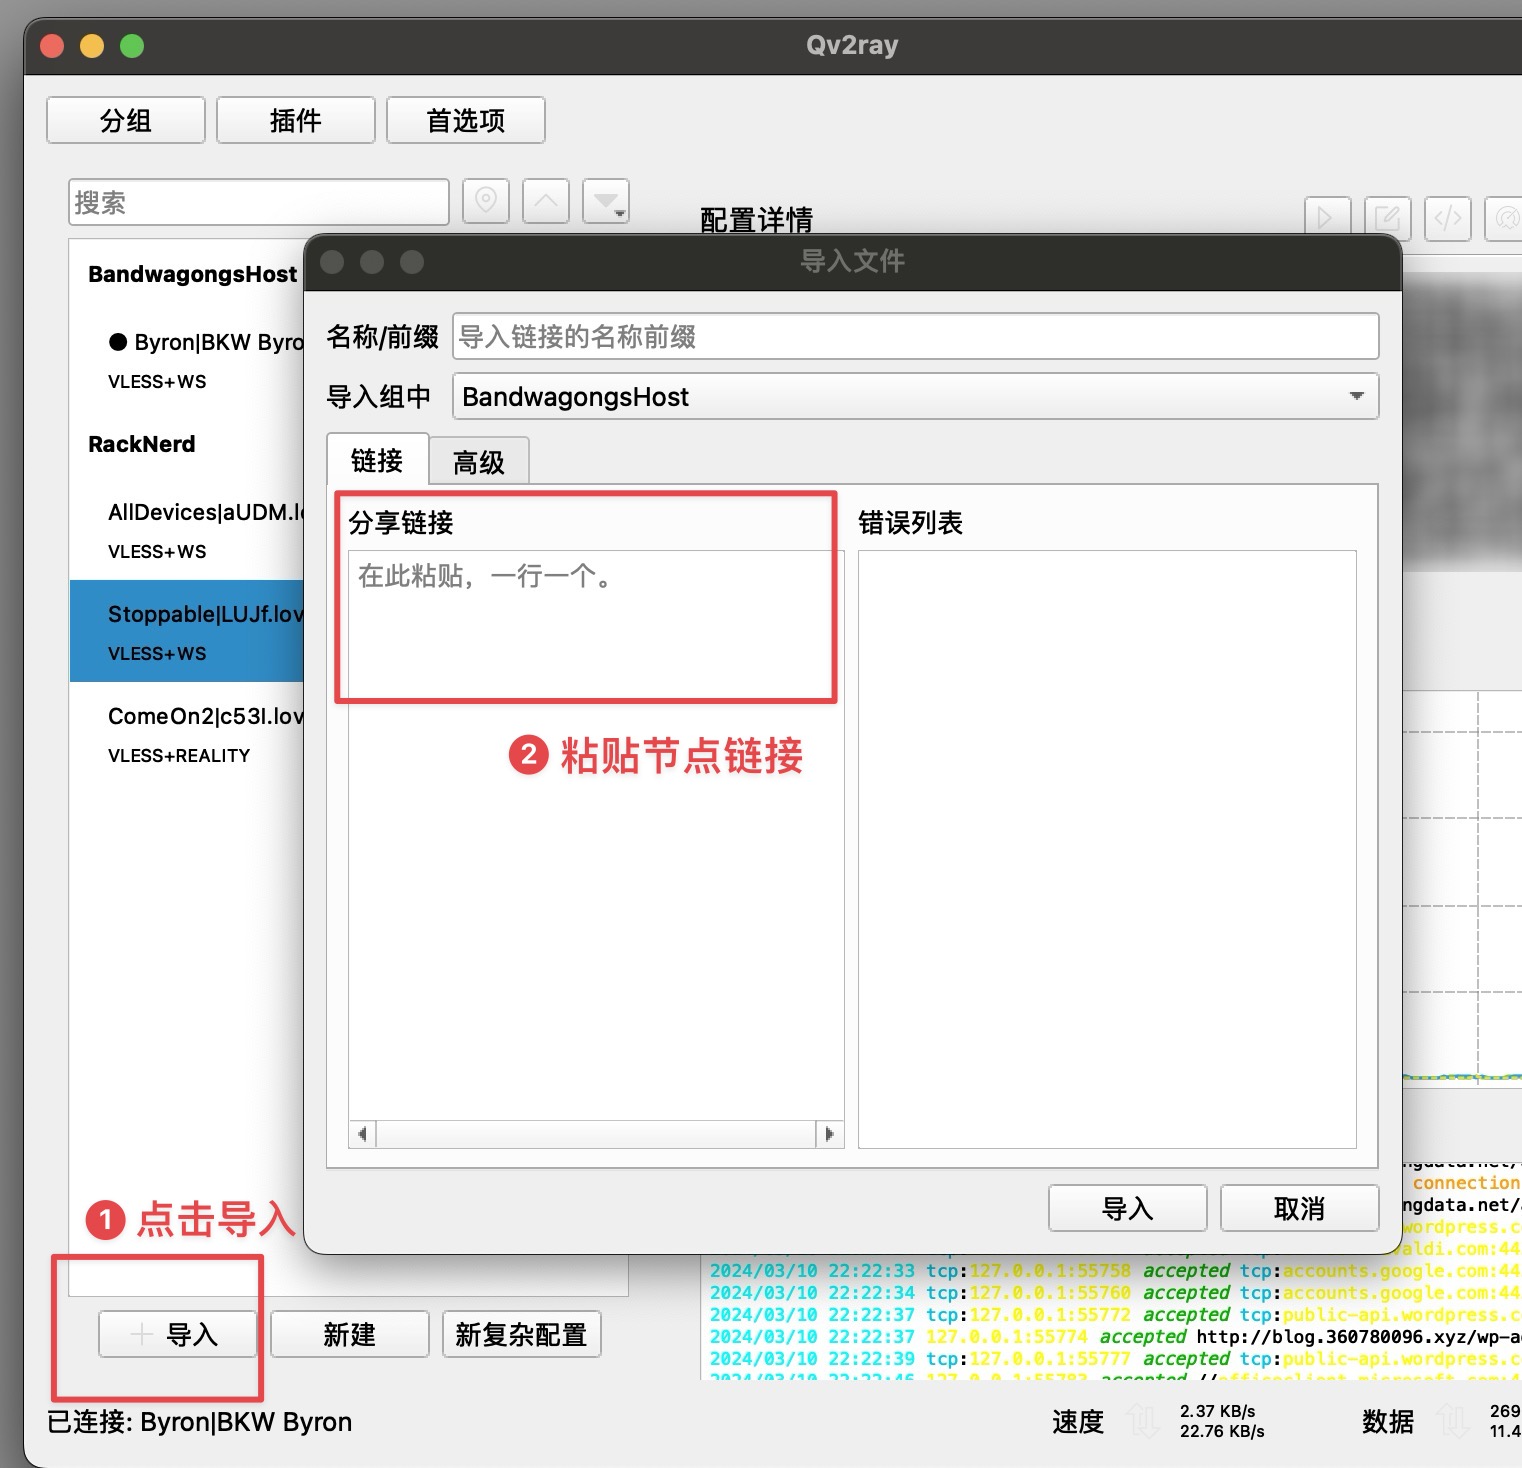 Qv2ray
分组
插件
首选项
搜索
配置详情
BandwagongsHost
Byron|BKW Byro
VLESS+WS
RackNerd
AllDevices|aUDM.l
VLESS+WS
Stoppable|LUJf.lov
VLESS+WS
ComeOn2|c53l.lov
VLESS+REALITY
导入文件
名称/前缀
导入链接的名称前缀
导入组中
BandwagongsHost
链接
高级
分享链接
错误列表
在此粘贴，一行一个。
2 粘贴节点链接
导入
取消
1 点击导入
connection
ngdata.net/
wordpress.c
valdi.com:44
2024/03/10 22:22:33 tcp:127.0.0.1:55758 accepted tcp:accounts.google.com:44
2024/03/10 22:22:34 tcp:127.0.0.1:55760 accepted tcp:accounts.google.com:44
2024/03/10 22:22:37 tcp:127.0.0.1:55772 accepted tcp:public-api.wordpress.c
2024/03/10 22:22:37 127.0.0.1:55774 accepted http://blog.360780096.xyz/wp-a
2024/03/10 22:22:39 tcp:127.0.0.1:55777 accepted tcp:public-api.wordpress.c
导入
新建
新复杂配置
已连接: Byron|BKW Byron
速度
2.37 KB/s
22.76 KB/s
数据
269
11.4